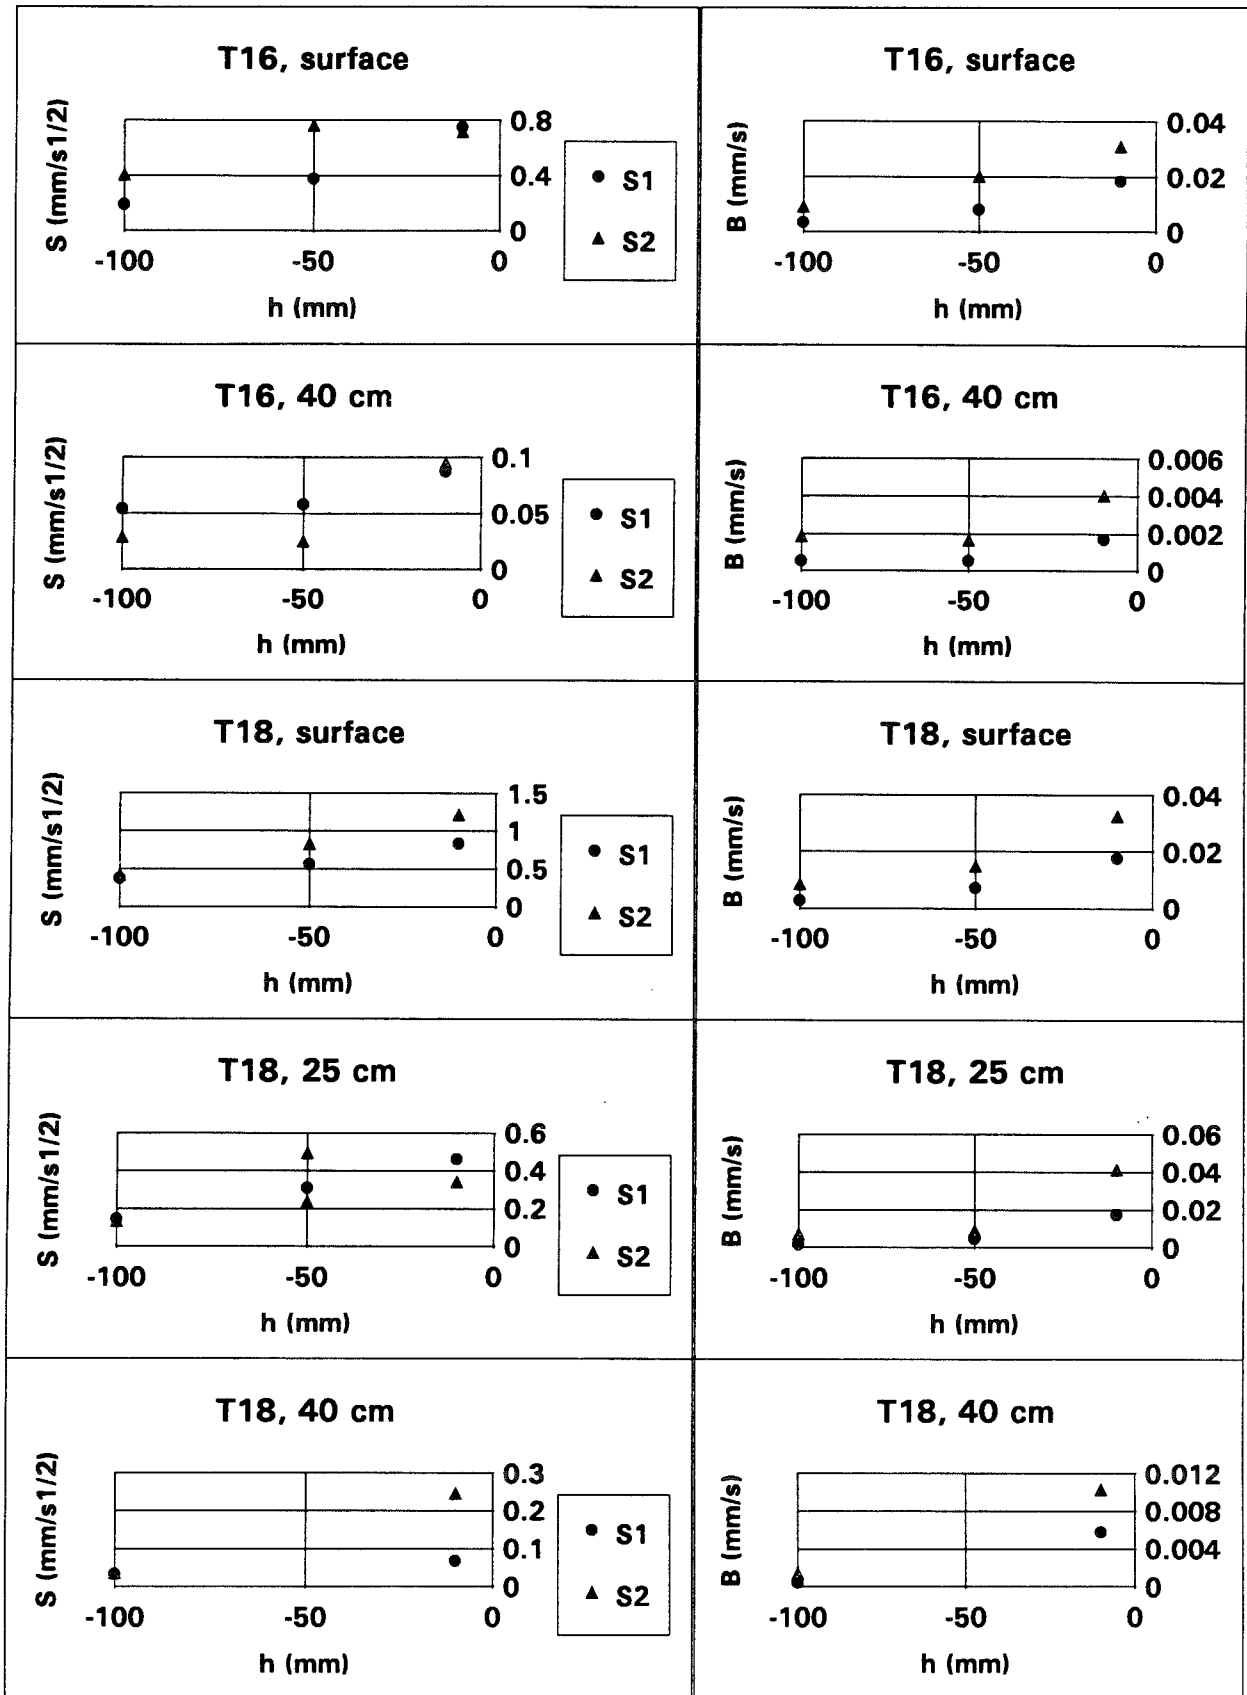 T16, surface
S (mm/s1/2)
0.8
0.4
0
-100 -50 0
h (mm)
S1
S2
T16, surface
B (mm/s)
0.04
0.02
0
-100 -50 0
h (mm)
T16, 40 cm
S (mm/s1/2)
0.1
0.05
0
-100 -50 0
h (mm)
S1
S2
T16, 40 cm
B (mm/s)
0.006
0.004
0.002
0
-100 -50 0
h (mm)
T18, surface
S (mm/s1/2)
1.5
1
0.5
0
-100 -50 0
h (mm)
S1
S2
T18, surface
B (mm/s)
0.04
0.02
0
-100 -50 0
h (mm)
T18, 25 cm
S (mm/s1/2)
0.6
0.4
0.2
0
-100 -50 0
h (mm)
S1
S2
T18, 25 cm
B (mm/s)
0.06
0.04
0.02
0
-100 -50 0
h (mm)
T18, 40 cm
S (mm/s1/2)
0.3
0.2
0.1
0
-100 -50 0
h (mm)
S1
S2
T18, 40 cm
B (mm/s)
0.012
0.008
0.004
0
-100 -50 0
h (mm)